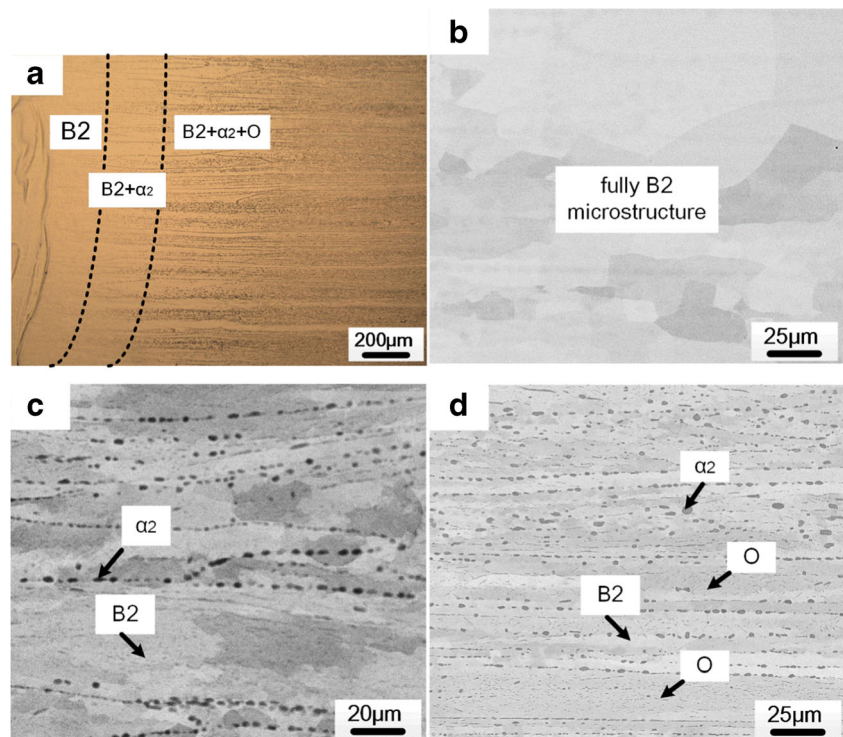 a
B2
B2+α2+O
B2+α2
200μm
b
fully B2
microstructure
25μm
c
α2
B2
20μm
d
α2
O
B2
O
25μm